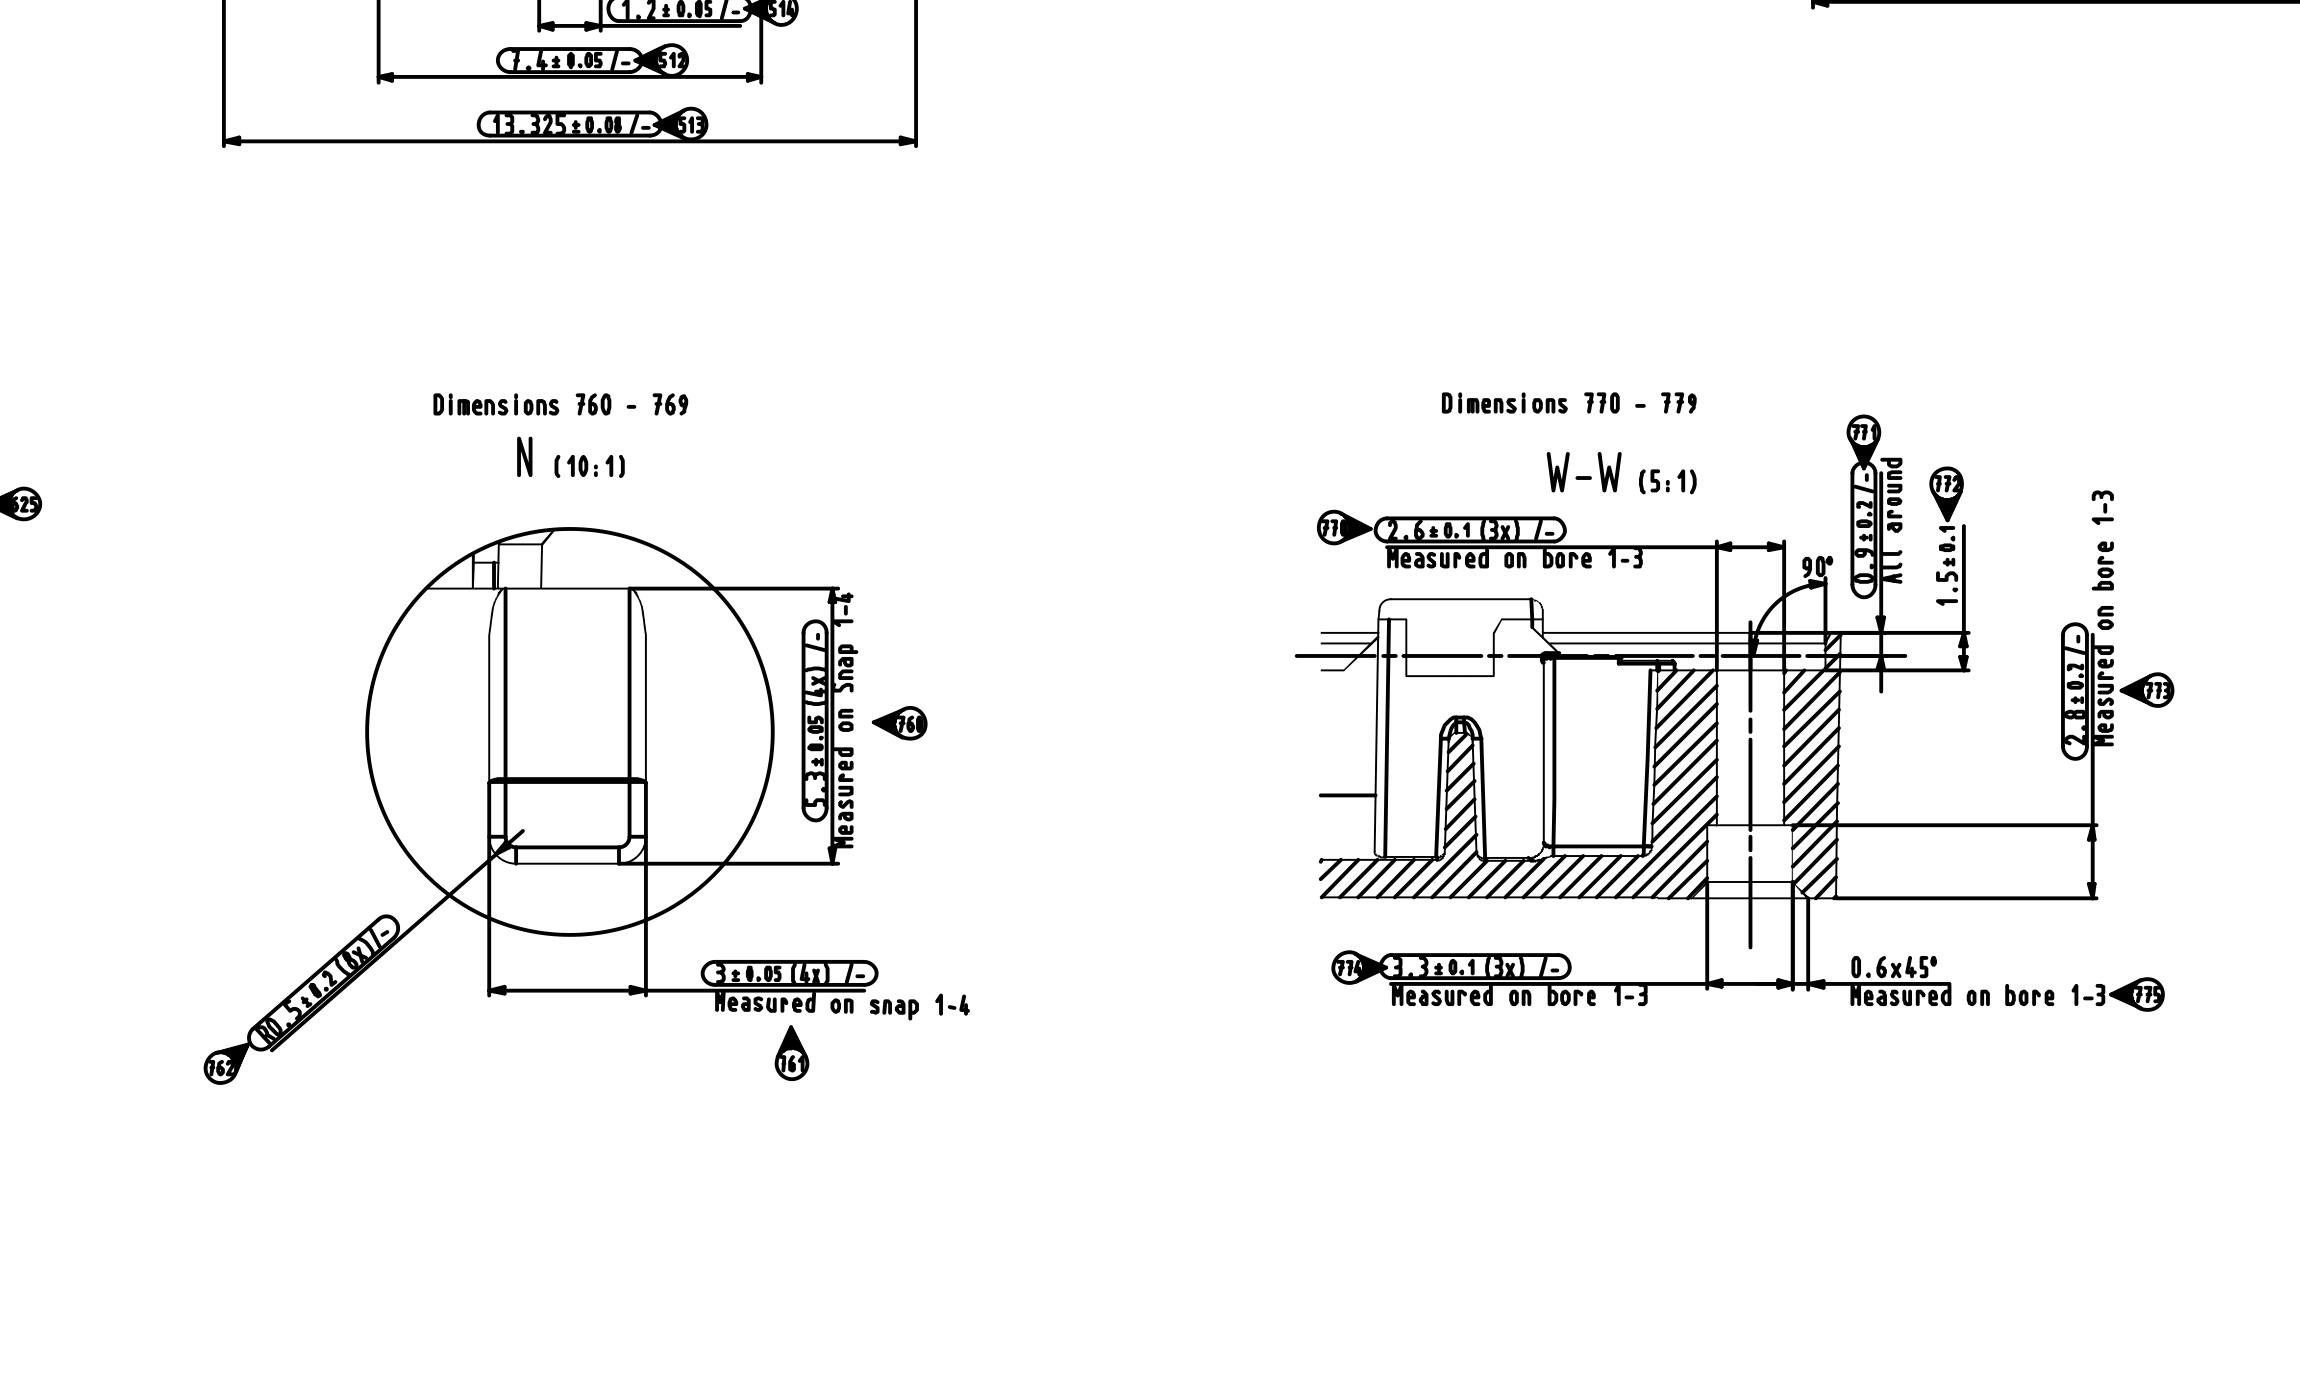 1.2±0.05 /- 514
7.4±0.05 /- 512
13.325±0.08 /- 513
625
Dimensions 760 - 769
N (10:1)
5.3±0.05 (4x) /-
Measured on Snap 1-4
760
R0.5±0.2 (8x) /-
762
3±0.05 (4x) /-
Measured on snap 1-4
761
Dimensions 770 - 779
W-W (5:1)
770 2.6±0.1 (3x) /-
Measured on bore 1-3
90°
771
0.9±0.2 /-
All around
772
1.5±0.1
2.8±0.2 /-
Measured on bore 1-3
773
774 3.3±0.1 (3x) /-
Measured on bore 1-3
0.6x45°
Measured on bore 1-3 775